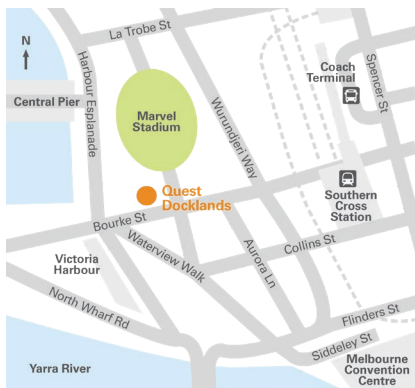 La Trobe St
N
Harbour Esplanade
Central Pier
Marvel
Stadium
Wurundjeri Way
Coach
Terminal
Spencer St
Quest
Docklands
Southern
Cross
Station
Bourke St
Waterview Walk
Aurora Ln
Collins St
Victoria
Harbour
North Wharf Rd
Flinders St
Siddeley St
Yarra River
Melbourne
Convention
Centre